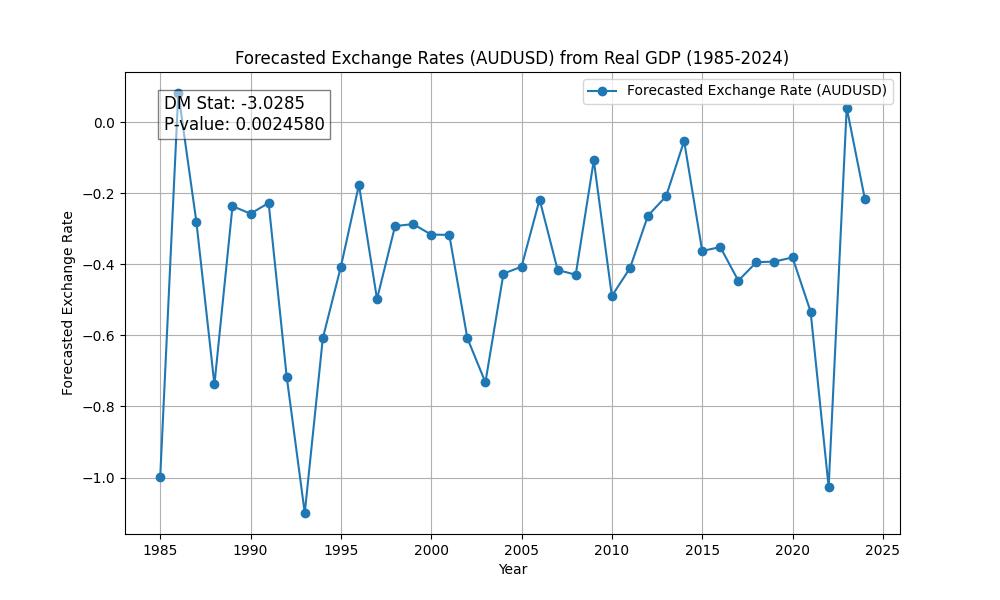 Forecasted Exchange Rates (AUDUSD) from Real GDP (1985-2024)
DM Stat: -3.0285
P-value: 0.0024580
Forecasted Exchange Rate (AUDUSD)
Forecasted Exchange Rate
0.0
−0.2
−0.4
−0.6
−0.8
−1.0
1985 1990 1995 2000 2005 2010 2015 2020 2025
Year